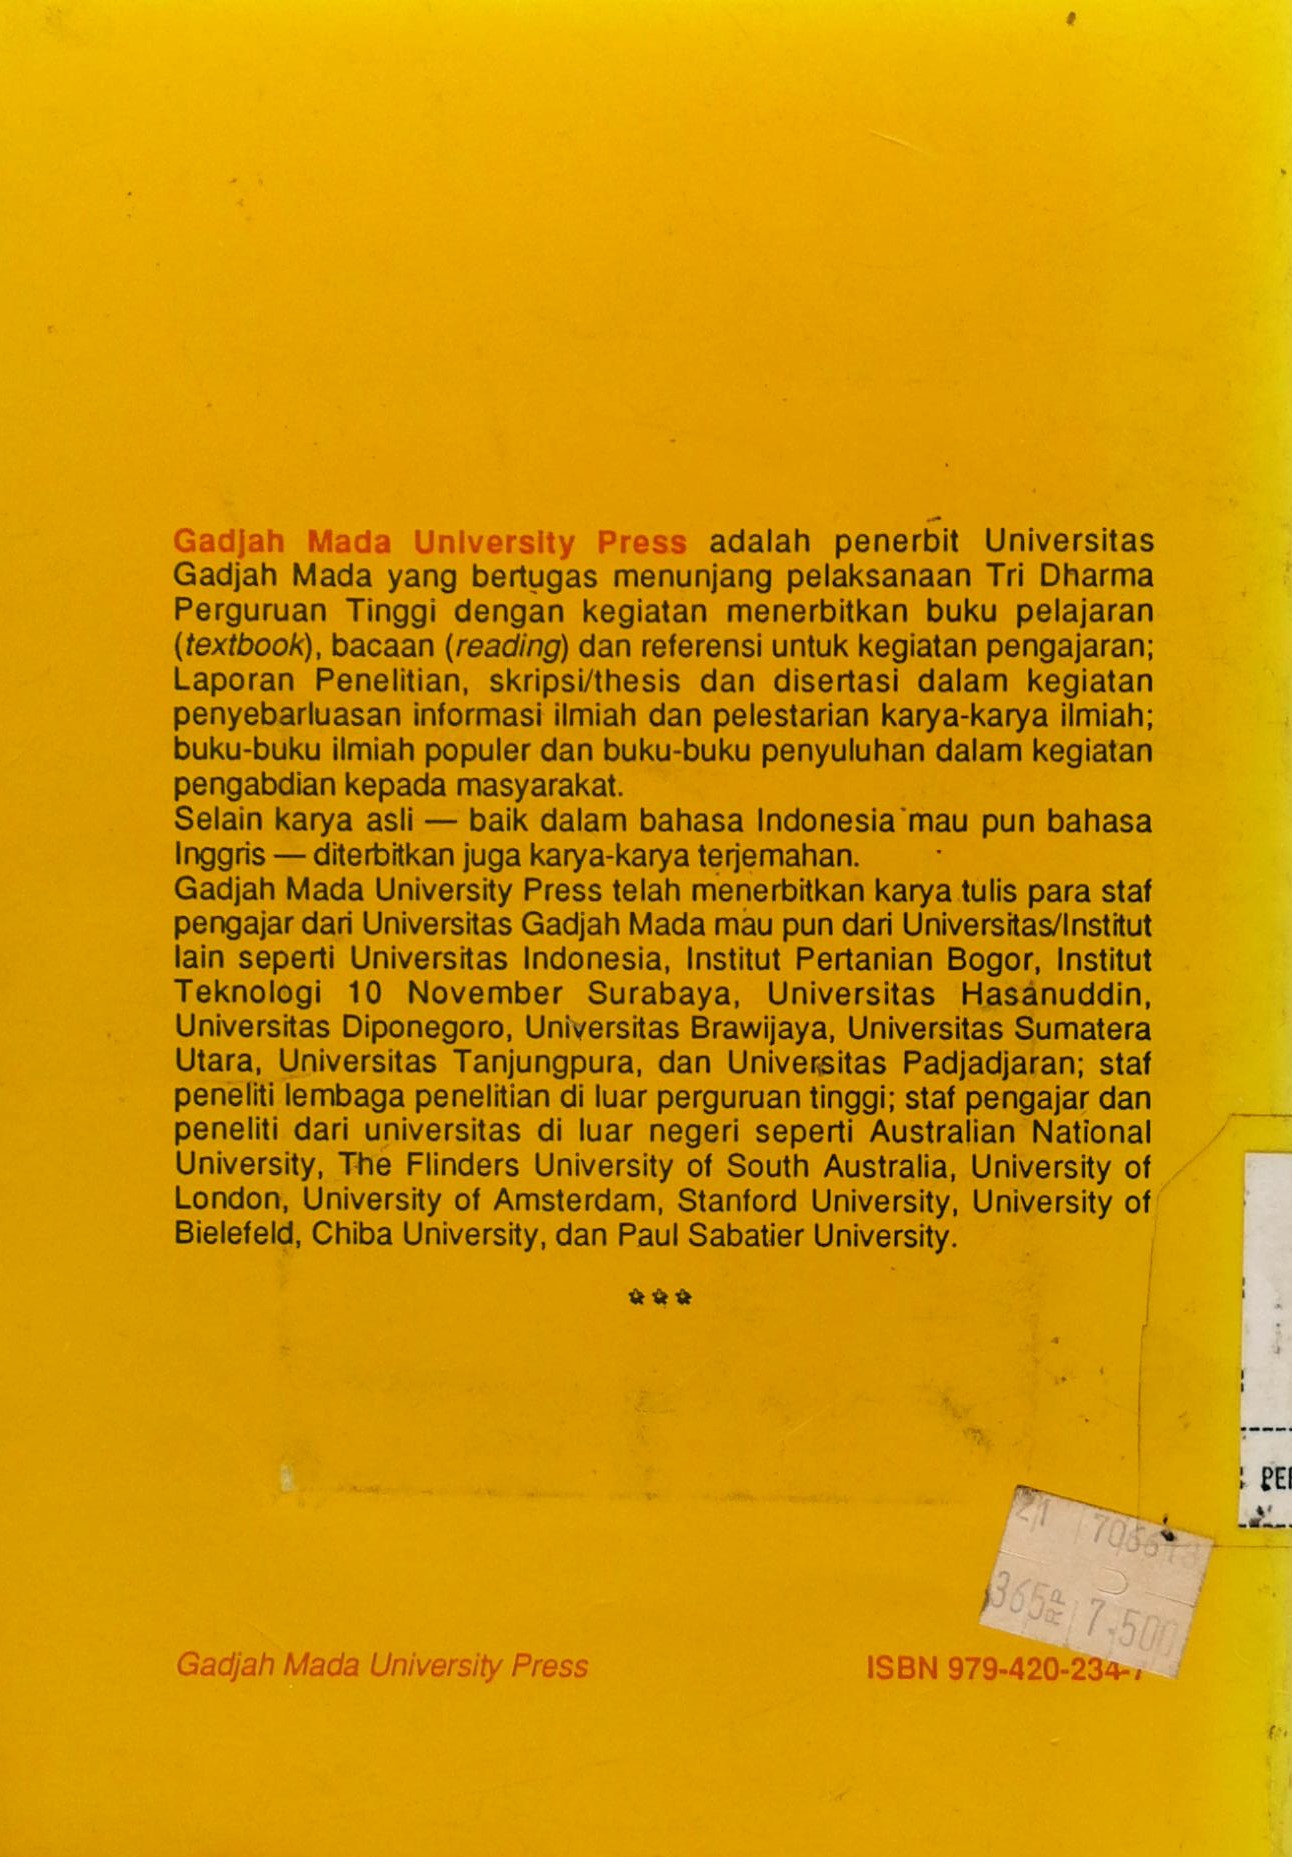 Gadjah Mada University Press adalah penerbit Universitas
Gadjah Mada yang bertugas menunjang pelaksanaan Tri Dharma
Perguruan Tinggi dengan kegiatan menerbitkan buku pelajaran
(textbook), bacaan (reading) dan referensi untuk kegiatan pengajaran;
Laporan Penelitian, skripsi/thesis dan disertasi dalam kegiatan
penyebarluasan informasi ilmiah dan pelestarian karya-karya ilmiah;
buku-buku ilmiah populer dan buku-buku penyuluhan dalam kegiatan
pengabdian kepada masyarakat.
Selain karya asli — baik dalam bahasa Indonesia mau pun bahasa
Inggris — diterbitkan juga karya-karya terjemahan.
Gadjah Mada University Press telah menerbitkan karya tulis para staf
pengajar dari Universitas Gadjah Mada mau pun dari Universitas/Institut
lain seperti Universitas Indonesia, Institut Pertanian Bogor, Institut
Teknologi 10 November Surabaya, Universitas Hasanuddin,
Universitas Diponegoro, Universitas Brawijaya, Universitas Sumatera
Utara, Universitas Tanjungpura, dan Universitas Padjadjaran; staf
peneliti lembaga penelitian di luar perguruan tinggi; staf pengajar dan
peneliti dari universitas di luar negeri seperti Australian National
University, The Flinders University of South Australia, University of
London, University of Amsterdam, Stanford University, University of
Bielefeld, Chiba University, dan Paul Sabatier University.
***
PE
21
365 RP 7.500
Gadjah Mada University Press
ISBN 979-420-234-7